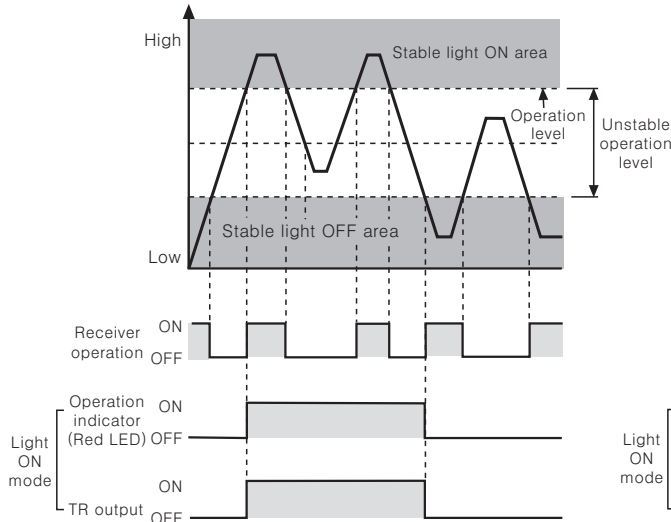 High
Stable light ON area
Operation
level
Unstable
operation
level
Stable light OFF area
Low
Receiver
operation
ON
OFF
Operation
indicator
(Red LED)
ON
OFF
Light
ON
mode
TR output
ON
OFF
Light
ON
mode